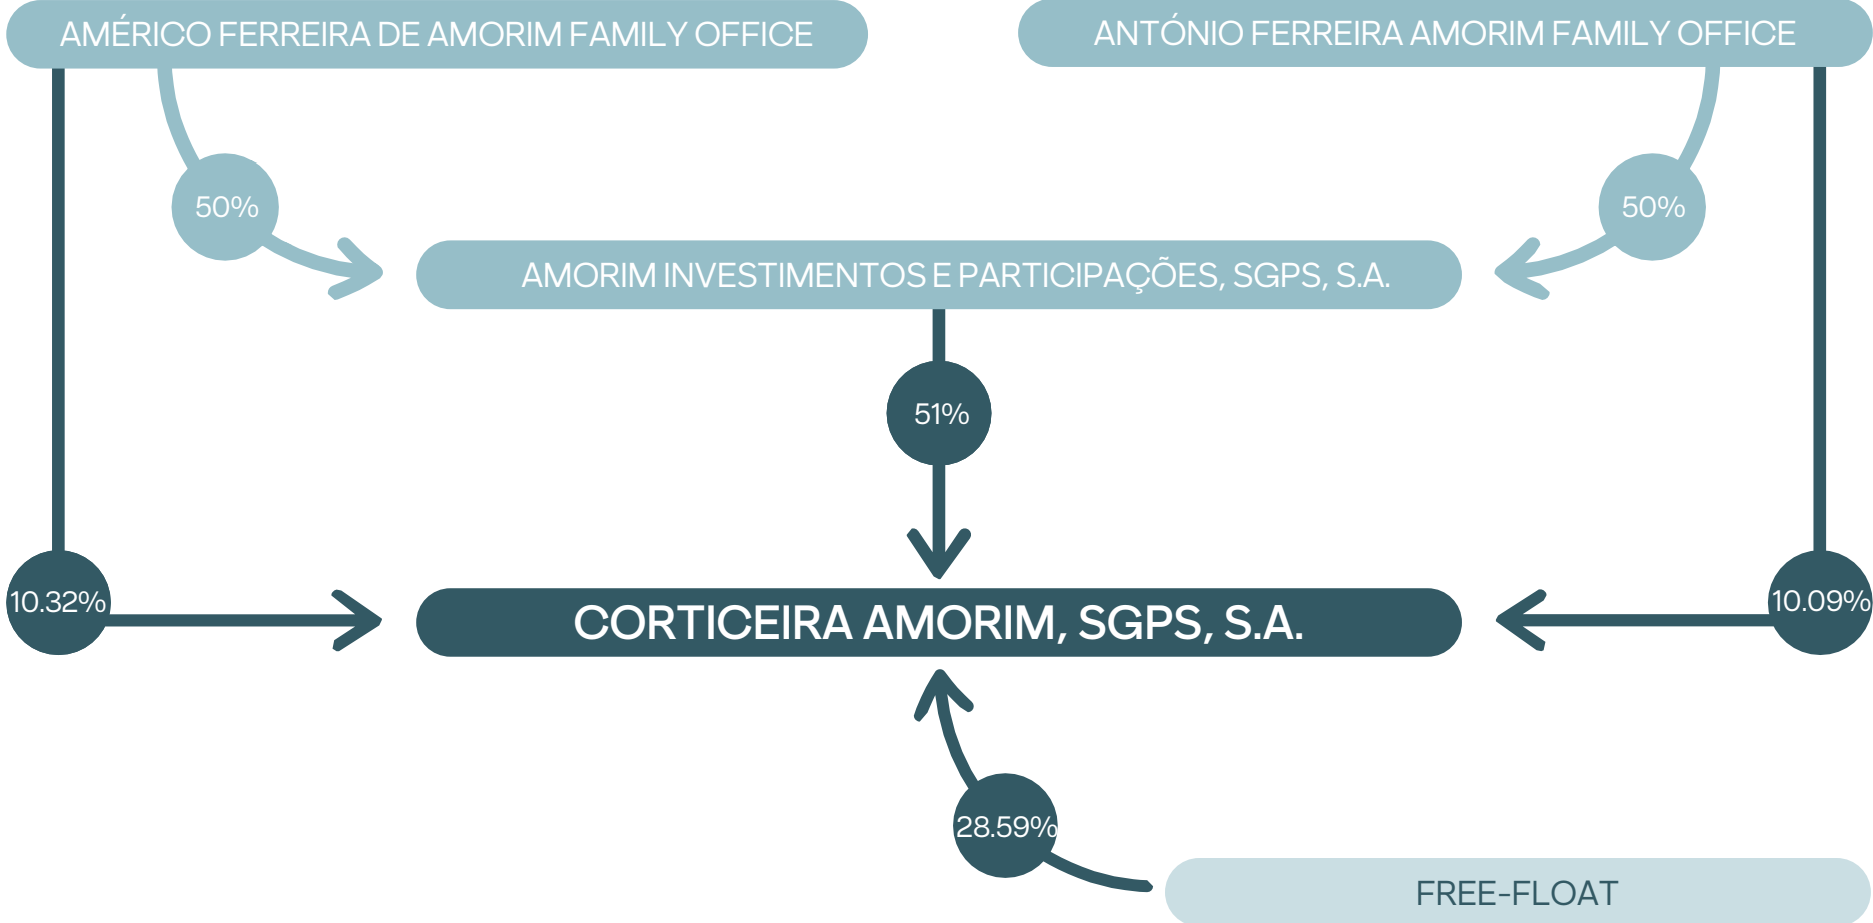 AMÉRICO FERREIRA DE AMORIM FAMILY OFFICE
ANTÓNIO FERREIRA AMORIM FAMILY OFFICE
50%
50%
AMORIM INVESTIMENTOS E PARTICIPAÇÕES, SGPS, S.A.
51%
10.32%
10.09%
CORTICEIRA AMORIM, SGPS, S.A.
28.59%
FREE-FLOAT